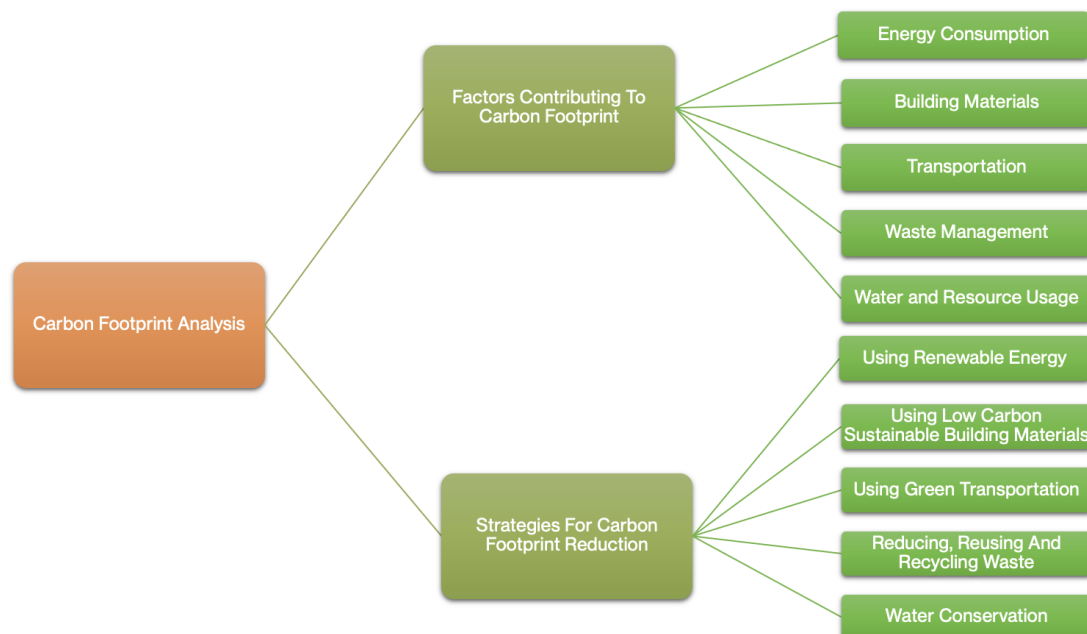 Carbon Footprint Analysis
Factors Contributing To
Carbon Footprint
Energy Consumption
Building Materials
Transportation
Waste Management
Water and Resource Usage
Strategies For Carbon
Footprint Reduction
Using Renewable Energy
Using Low Carbon
Sustainable Building Materials
Using Green Transportation
Reducing, Reusing And
Recycling Waste
Water Conservation